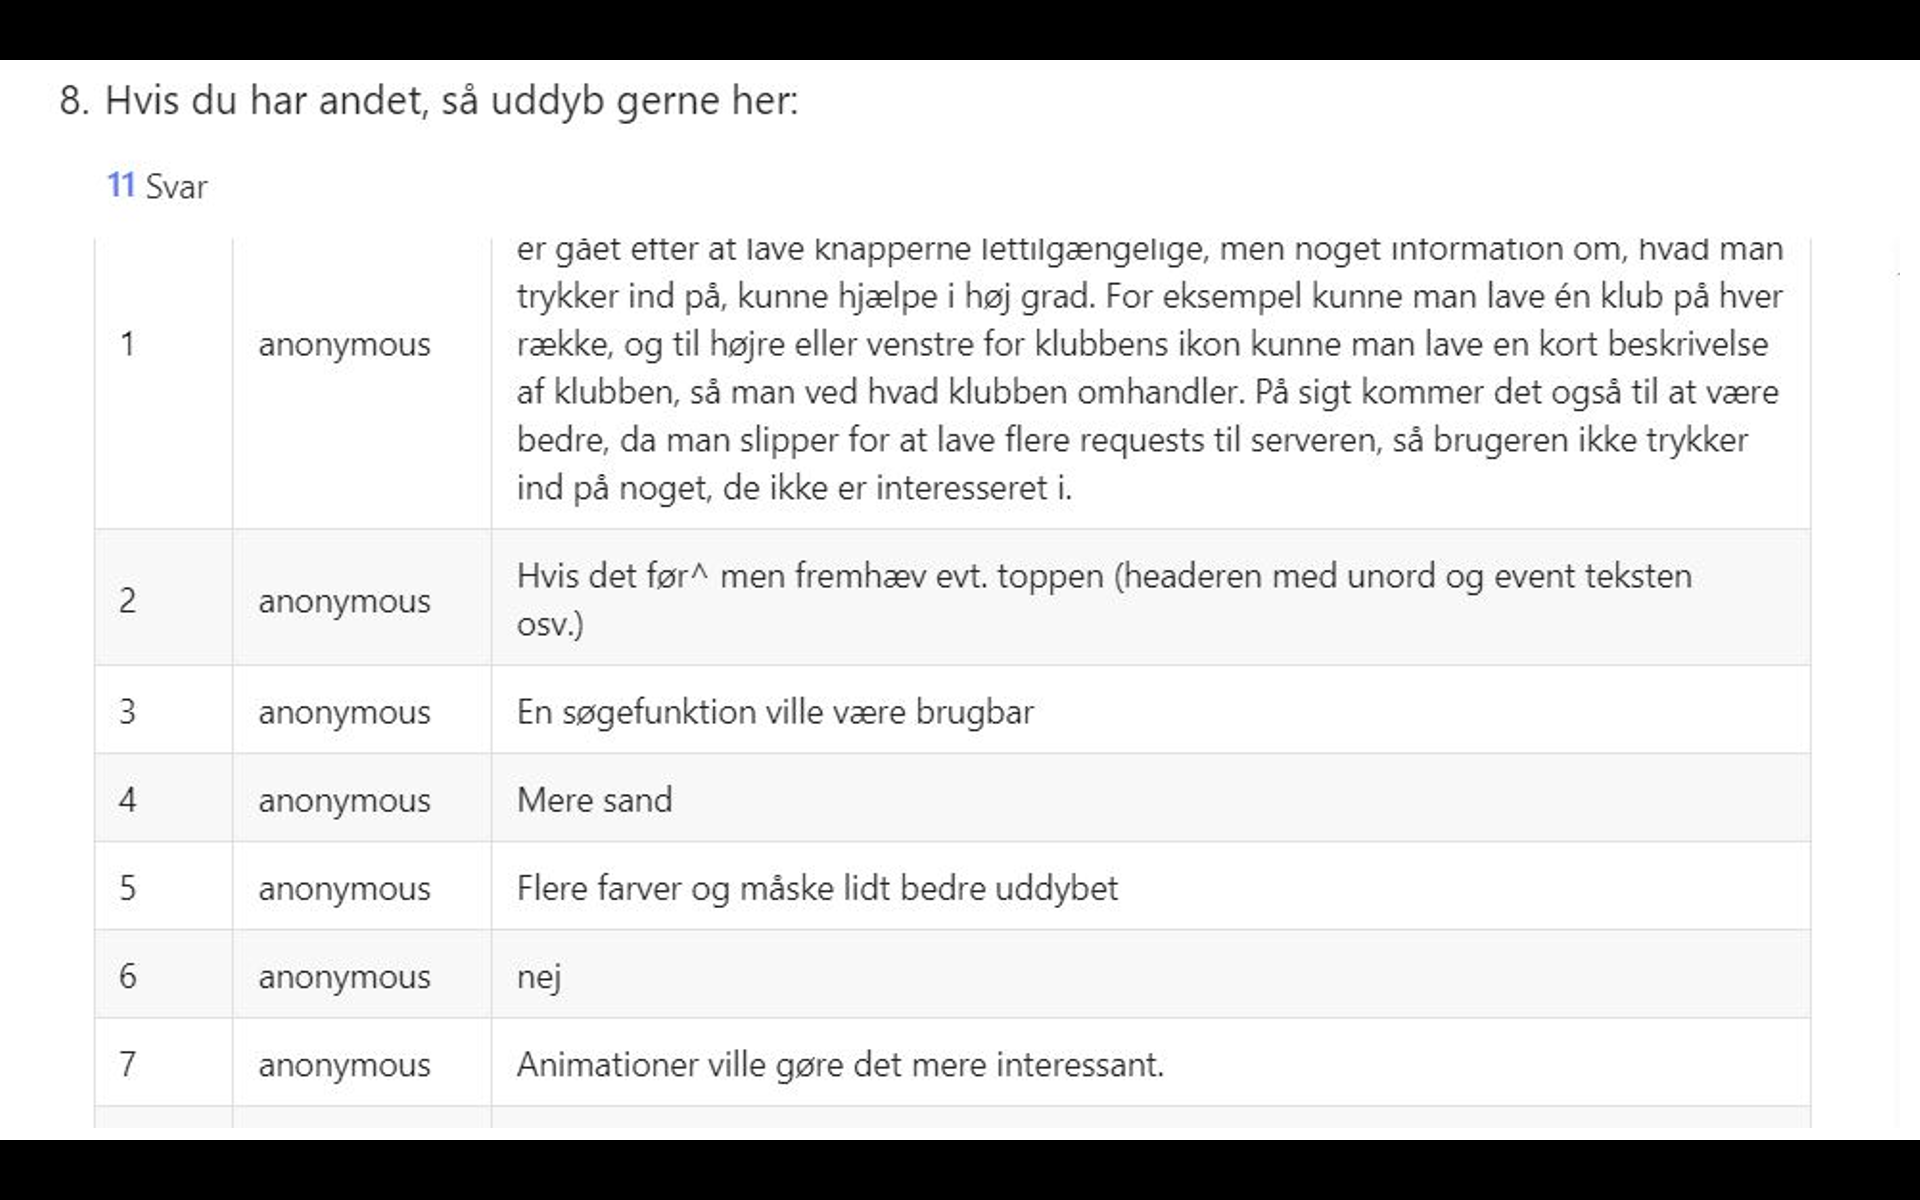 8. Hvis du har andet, så uddyb gerne her:
11 Svar
er gået efter at lave knapperne lettilgængelige, men noget information om, hvad man
trykker ind på, kunne hjælpe i høj grad. For eksempel kunne man lave én klub på hver
1 anonymous række, og til højre eller venstre for klubbens ikon kunne man lave en kort beskrivelse
af klubben, så man ved hvad klubben omhandler. På sigt kommer det også til at være
bedre, da man slipper for at lave flere requests til serveren, så brugeren ikke trykker
ind på noget, de ikke er interesseret i.
2 anonymous Hvis det før^ men fremhæv evt. toppen (headeren med unord og event teksten
osv.)
3 anonymous En søgefunktion ville være brugbar
4 anonymous Mere sand
5 anonymous Flere farver og måske lidt bedre uddybet
6 anonymous nej
7 anonymous Animationer ville gøre det mere interessant.